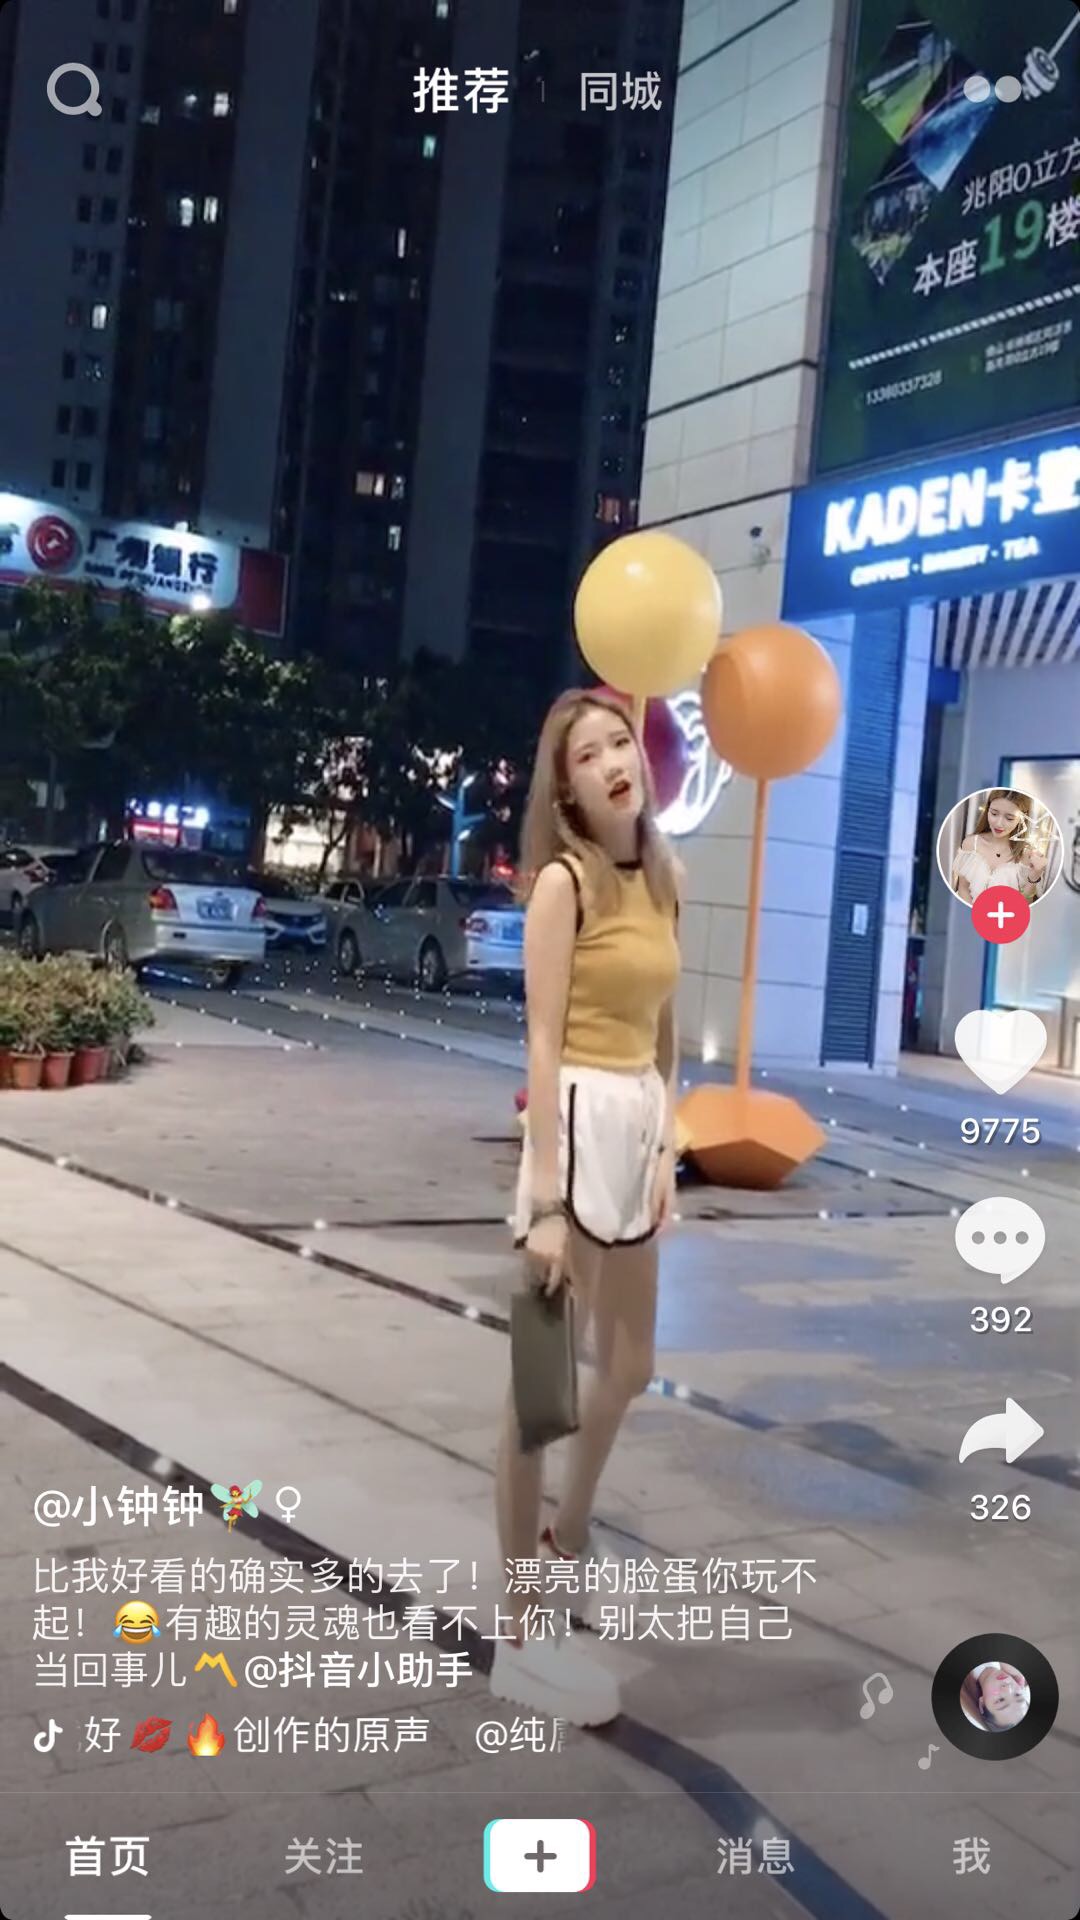 推荐 同城
兆阳O立方
本座19楼
13380337328
KADEN卡登
COFFEE · BAKERY · TEA
广州银行
BANK OF GUANGZHOU
9775
392
326
@小钟钟🧚‍♀️♀
比我好看的确实多的去了！漂亮的脸蛋你玩不
起！😂有趣的灵魂也看不上你！别太把自己
当回事儿〽️@抖音小助手
好💋🔥创作的原声 @纯
首页 关注 消息 我